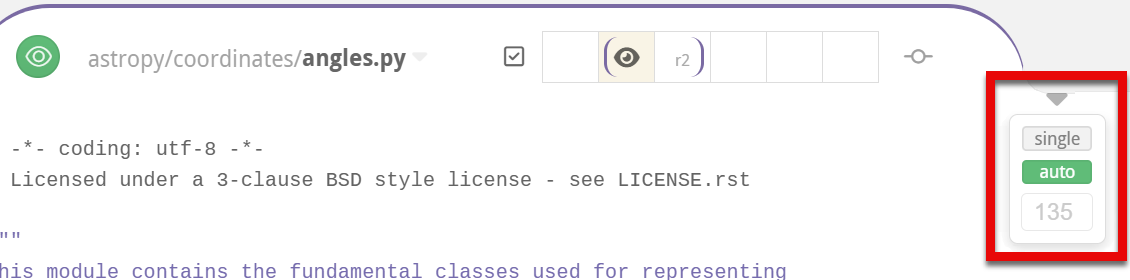 astropy/coordinates/angles.py r2
single
auto
135
-*- coding: utf-8 -*-
Licensed under a 3-clause BSD style license - see LICENSE.rst
""
his module contains the fundamental classes used for representing